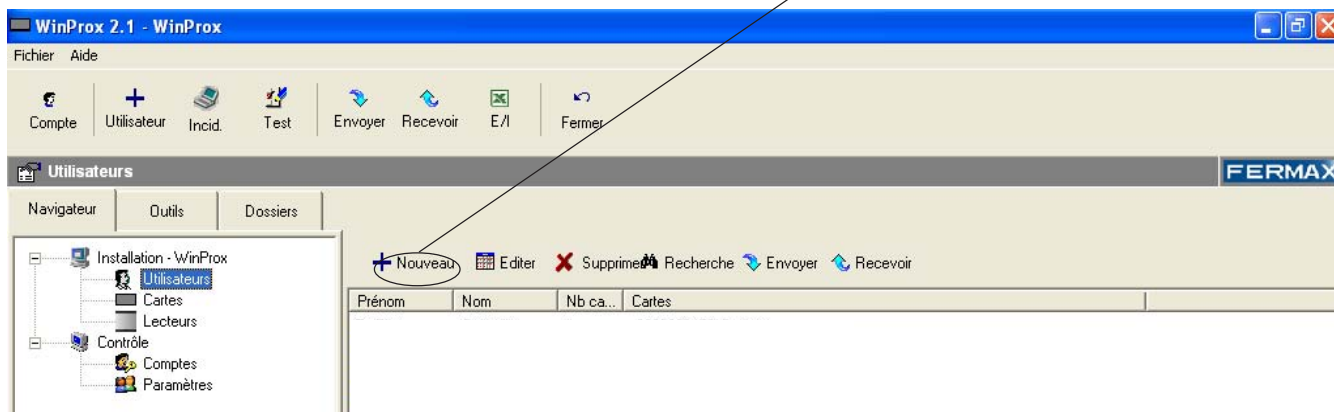 WinProx 2.1 - WinProx
Fichier Aide
Compte Utilisateur Incid. Test Envoyer Recevoir E/I Fermer
Utilisateurs FERMAX
Navigateur Outils Dossiers
Installation - WinProx
Utilisateurs
Cartes
Lecteurs
Contrôle
Comptes
Paramètres
Nouveau Editer Supprimer Recherche Envoyer Recevoir
Prénom Nom Nb ca... Cartes